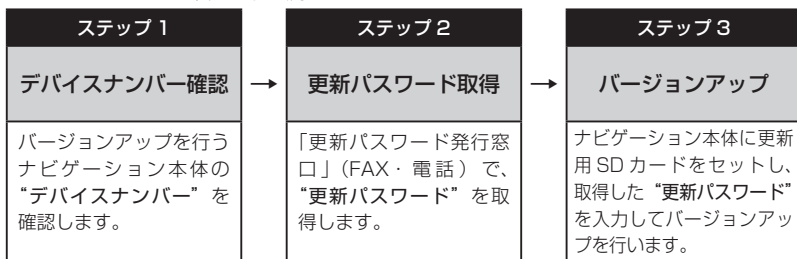 ステップ 1
デバイスナンバー確認
バージョンアップを行う
ナビゲーション本体の
“デバイスナンバー” を
確認します。
→
ステップ 2
更新パスワード取得
「更新パスワード発行窓
口」(FAX・電話) で、
“更新パスワード” を取
得します。
→
ステップ 3
バージョンアップ
ナビゲーション本体に更新
用 SD カードをセットし、
取得した “更新パスワード”
を入力してバージョンアッ
プを行います。